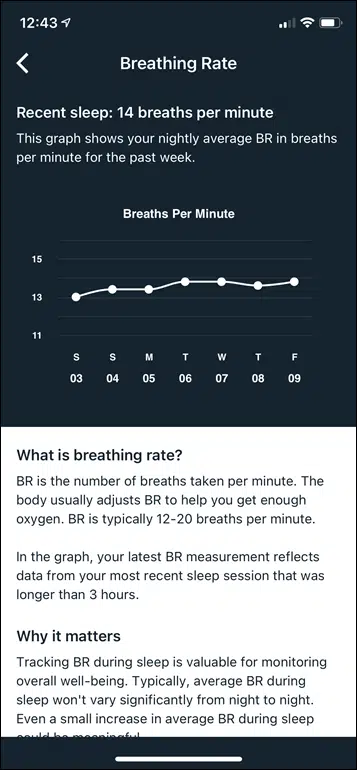 12:43
Breathing Rate
Recent sleep: 14 breaths per minute
This graph shows your nightly average BR in breaths
per minute for the past week.
Breaths Per Minute
15
13
11
S S M T W T F
03 04 05 06 07 08 09
What is breathing rate?
BR is the number of breaths taken per minute. The
body usually adjusts BR to help you get enough
oxygen. BR is typically 12-20 breaths per minute.
In the graph, your latest BR measurement reflects
data from your most recent sleep session that was
longer than 3 hours.
Why it matters
Tracking BR during sleep is valuable for monitoring
overall well-being. Typically, average BR during
sleep won't vary significantly from night to night.
Even a small increase in average BR during sleep
could be meaningful